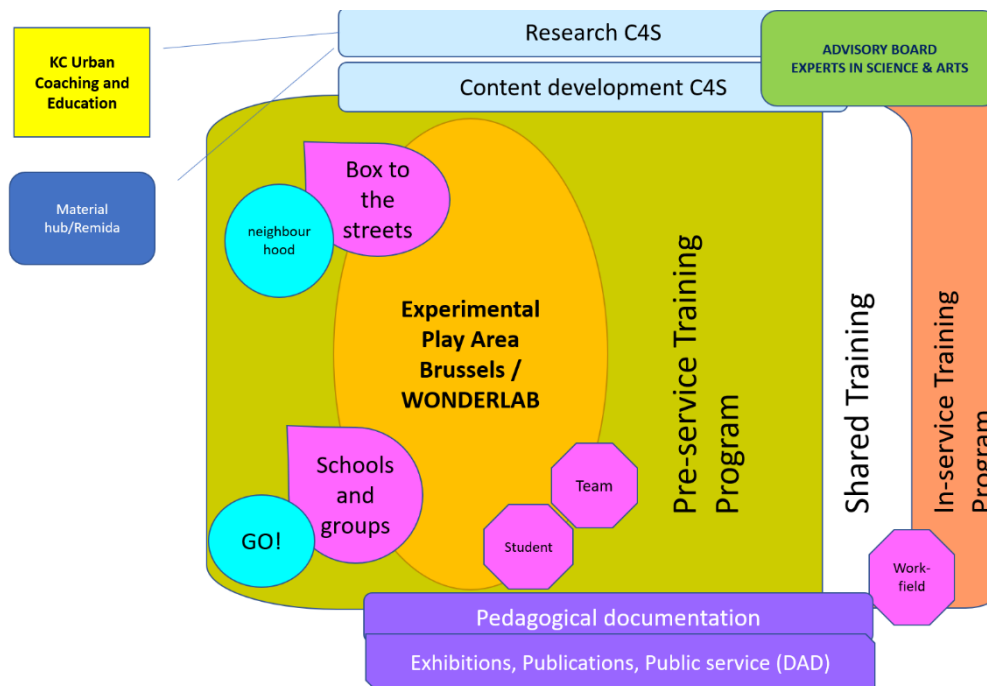 Research C4S
KC Urban
Coaching and
Education
ADVISORY BOARD
EXPERTS IN SCIENCE & ARTS
Content development C4S
Material
hub/Remida
Box to
the
streets
neighbour
hood
Experimental
Play Area
Brussels /
WONDERLAB
Schools
and
groups
GO!
Team
Student
Pre-service Training
Program
Shared Training
In-service Training
Program
Work-
field
Pedagogical documentation
Exhibitions, Publications, Public service (DAD)